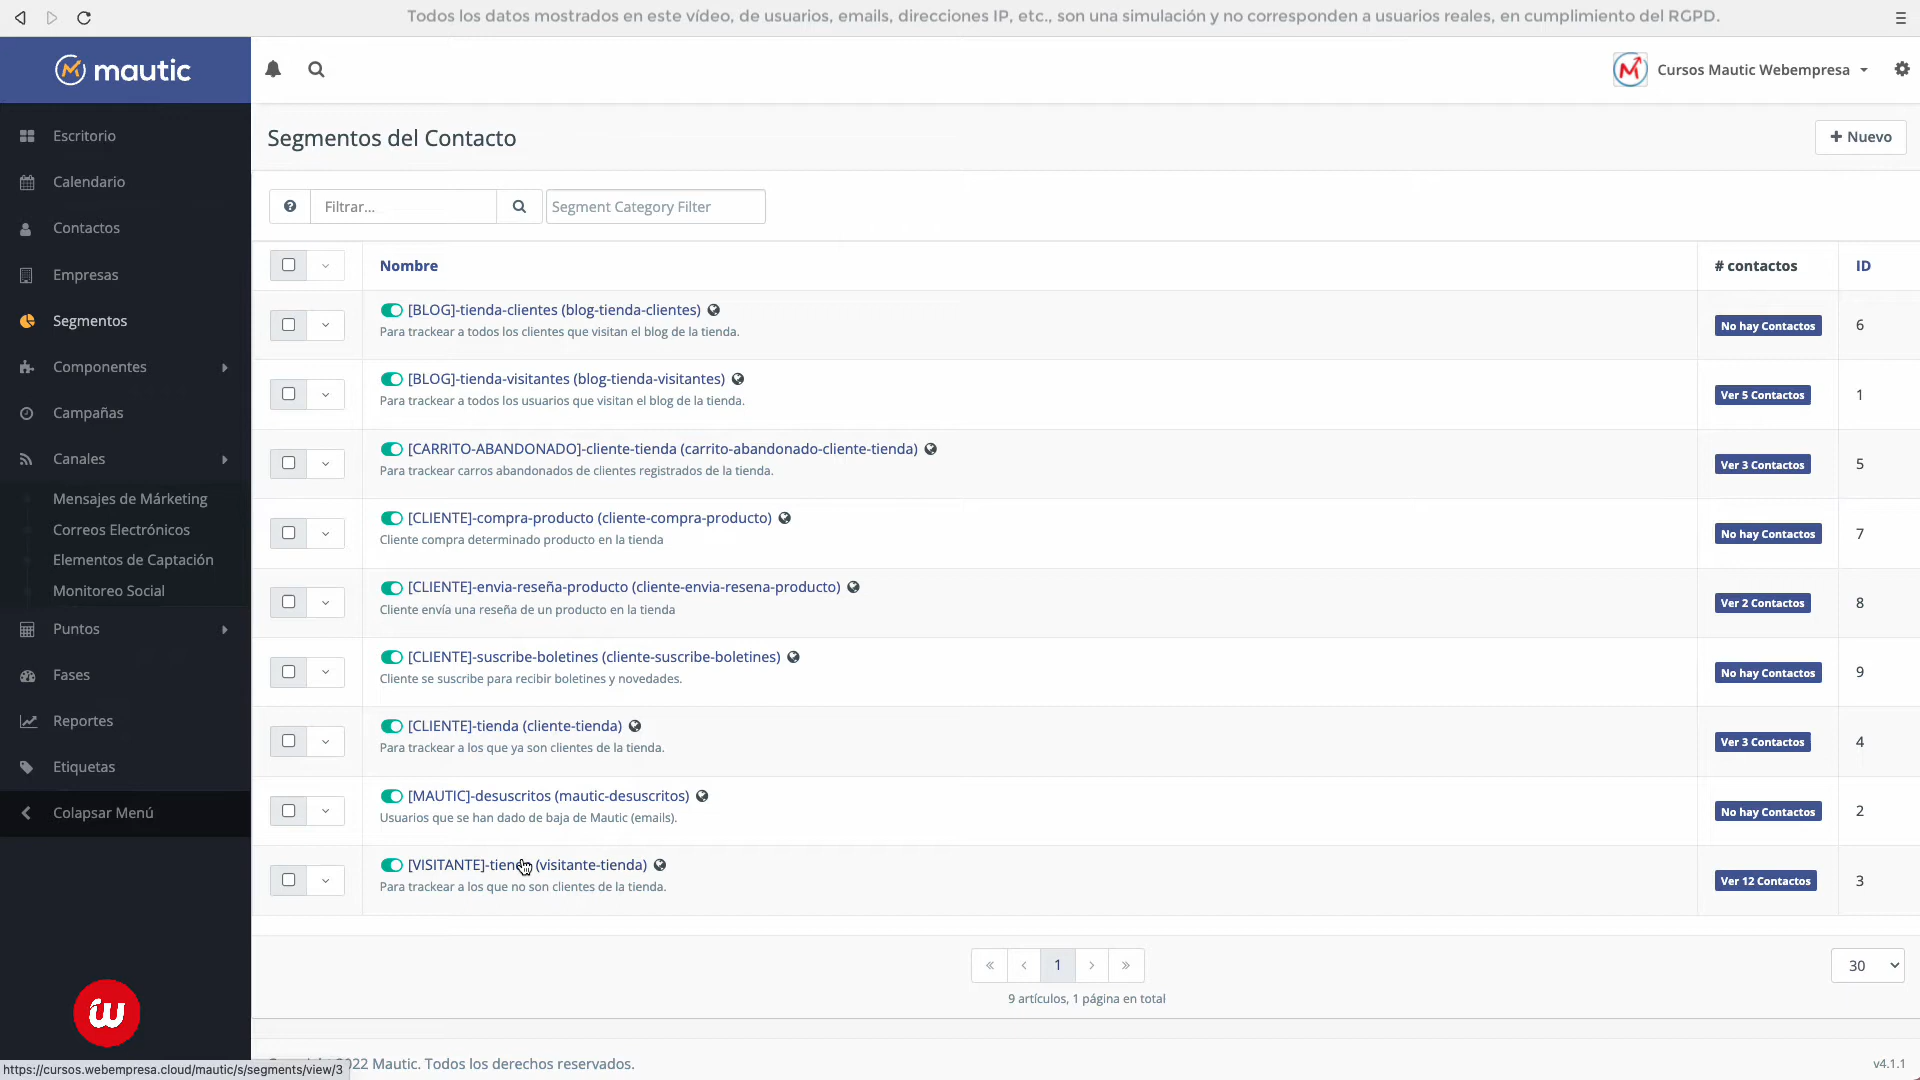 Todos los datos mostrados en este vídeo, de usuarios, emails, direcciones IP, etc., son una simulación y no corresponden a usuarios reales, en cumplimiento del RGPD.
mautic
Cursos Mautic Webempresa
Escritorio
Calendario
Contactos
Empresas
Segmentos
Componentes
Campañas
Canales
Mensajes de Márketing
Correos Electrónicos
Elementos de Captación
Monitoreo Social
Puntos
Fases
Reportes
Etiquetas
Colapsar Menú
Segmentos del Contacto
+ Nuevo
Filtrar...
Segment Category Filter
Nombre
# contactos
ID
[BLOG]-tienda-clientes (blog-tienda-clientes)
Para trackear a todos los clientes que visitan el blog de la tienda.
No hay Contactos
6
[BLOG]-tienda-visitantes (blog-tienda-visitantes)
Para trackear a todos los usuarios que visitan el blog de la tienda.
Ver 5 Contactos
1
[CARRITO-ABANDONADO]-cliente-tienda (carrito-abandonado-cliente-tienda)
Para trackear carros abandonados de clientes registrados de la tienda.
Ver 3 Contactos
5
[CLIENTE]-compra-producto (cliente-compra-producto)
Cliente compra determinado producto en la tienda
No hay Contactos
7
[CLIENTE]-envia-reseña-producto (cliente-envia-resena-producto)
Cliente envía una reseña de un producto en la tienda
Ver 2 Contactos
8
[CLIENTE]-suscribe-boletines (cliente-suscribe-boletines)
Cliente se suscribe para recibir boletines y novedades.
No hay Contactos
9
[CLIENTE]-tienda (cliente-tienda)
Para trackear a los que ya son clientes de la tienda.
Ver 3 Contactos
4
[MAUTIC]-desuscritos (mautic-desuscritos)
Usuarios que se han dado de baja de Mautic (emails).
No hay Contactos
2
[VISITANTE]-tienda (visitante-tienda)
Para trackear a los que no son clientes de la tienda.
Ver 12 Contactos
3
« ‹ 1 › »
30
9 artículos, 1 página en total
w
https://cursos.webempresa.cloud/mautic/s/segments/view/3
22 Mautic. Todos los derechos reservados.
v4.1.1